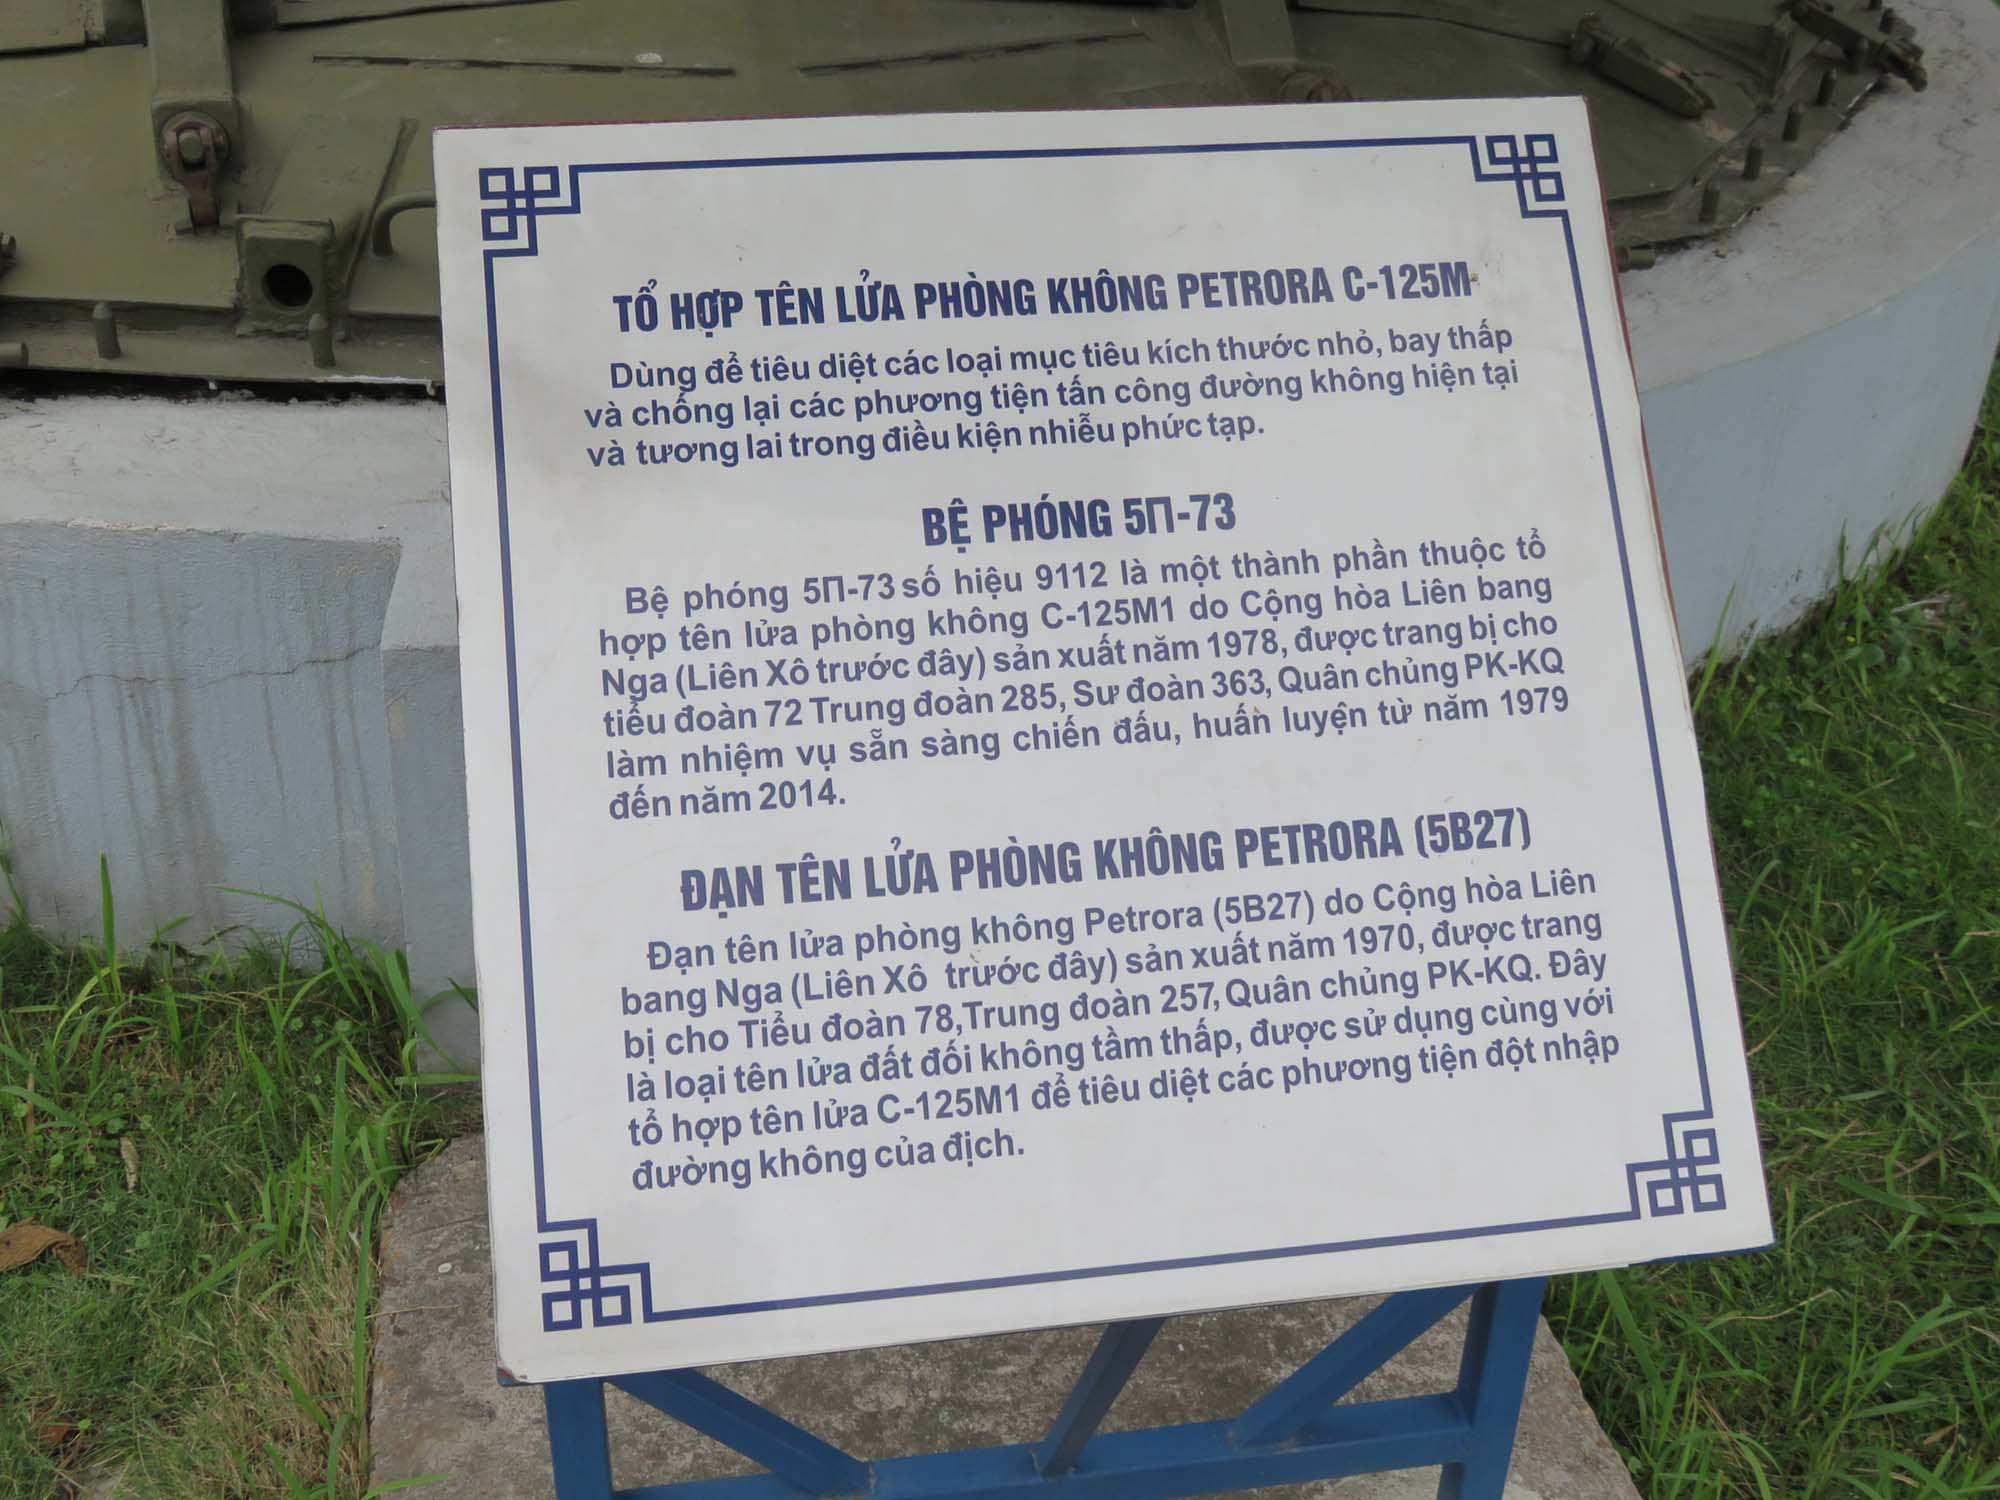 TỔ HỢP TÊN LỬA PHÒNG KHÔNG PETRORA C-125M
Dùng để tiêu diệt các loại mục tiêu kích thước nhỏ, bay thấp
và chống lại các phương tiện tấn công đường không hiện tại
và tương lai trong điều kiện nhiễu phức tạp.
BỆ PHÓNG 5П-73
Bệ phóng 5П-73 số hiệu 9112 là một thành phần thuộc tổ
hợp tên lửa phòng không C-125M1 do Cộng hòa Liên bang
Nga (Liên Xô trước đây) sản xuất năm 1978, được trang bị cho
tiểu đoàn 72 Trung đoàn 285, Sư đoàn 363, Quân chủng PK-KQ
làm nhiệm vụ sẵn sàng chiến đấu, huấn luyện từ năm 1979
đến năm 2014.
ĐẠN TÊN LỬA PHÒNG KHÔNG PETRORA (5B27)
Đạn tên lửa phòng không Petrora (5B27) do Cộng hòa Liên
bang Nga (Liên Xô trước đây) sản xuất năm 1970, được trang
bị cho Tiểu đoàn 78,Trung đoàn 257, Quân chủng PK-KQ. Đây
là loại tên lửa đất đối không tầm thấp, được sử dụng cùng với
tổ hợp tên lửa C-125M1 để tiêu diệt các phương tiện đột nhập
đường không của địch.